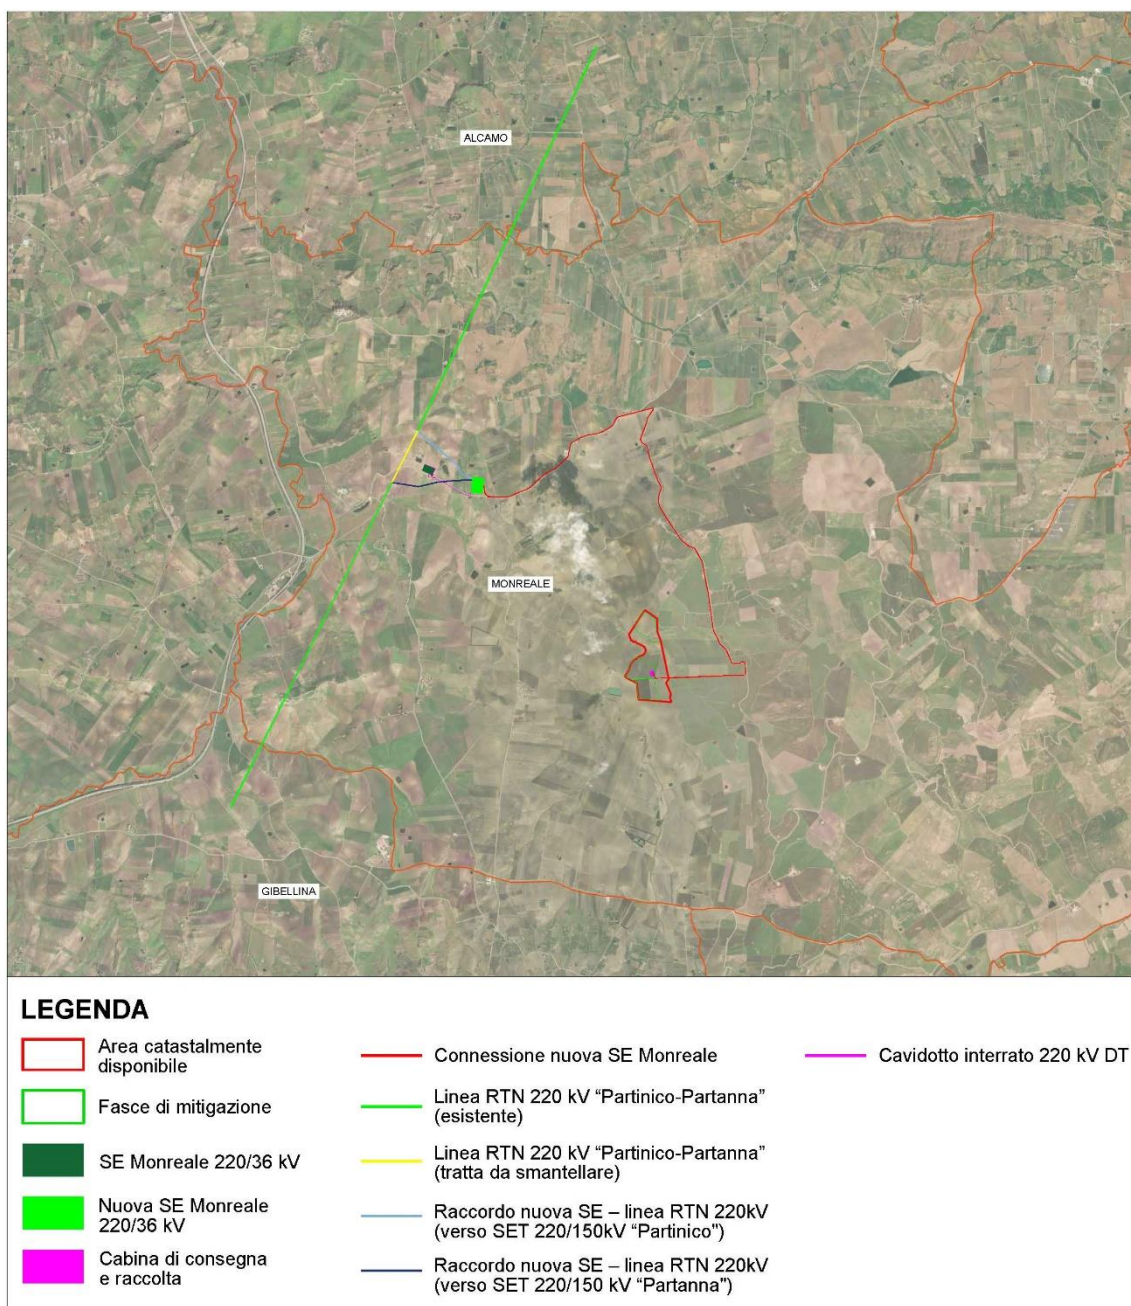 ALCAMO
MONREALE
GIBELLINA
LEGENDA
Area catastalmente
disponibile
Fasce di mitigazione
SE Monreale 220/36 kV
Nuova SE Monreale
220/36 kV
Cabina di consegna
e raccolta
Connessione nuova SE Monreale
Linea RTN 220 kV “Partinico-Partanna”
(esistente)
Linea RTN 220 kV “Partinico-Partanna”
(tratta da smantellare)
Raccordo nuova SE – linea RTN 220kV
(verso SET 220/150kV “Partinico”)
Raccordo nuova SE – linea RTN 220kV
(verso SET 220/150 kV “Partanna”)
Cavidotto interrato 220 kV DT